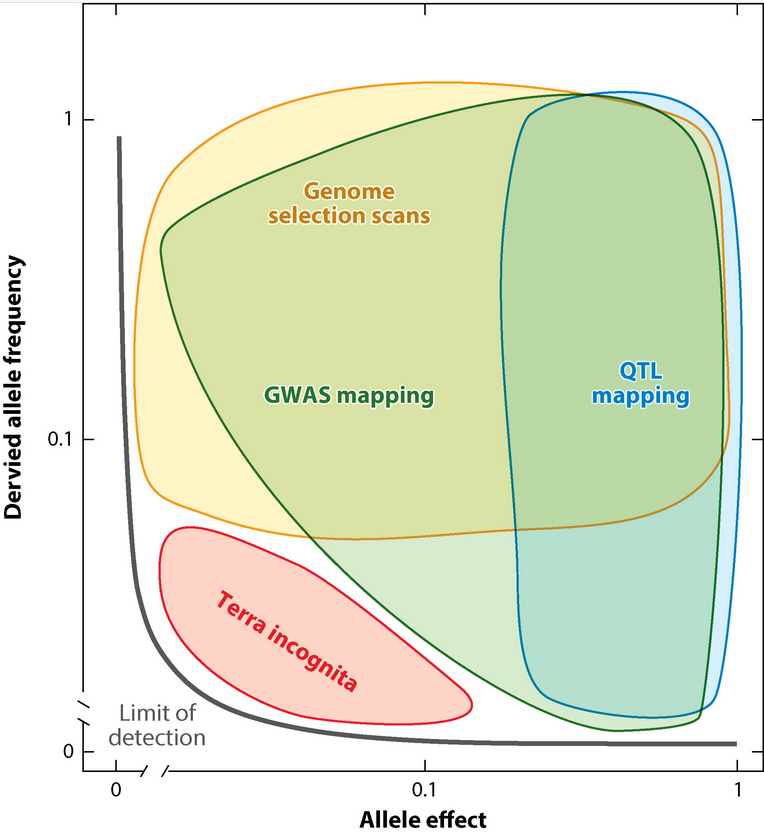 1
0.1
0
Dervied allele frequency
Genome
selection scans
GWAS mapping
QTL
mapping
Terra incognita
Limit of
detection
0
0.1
1
Allele effect